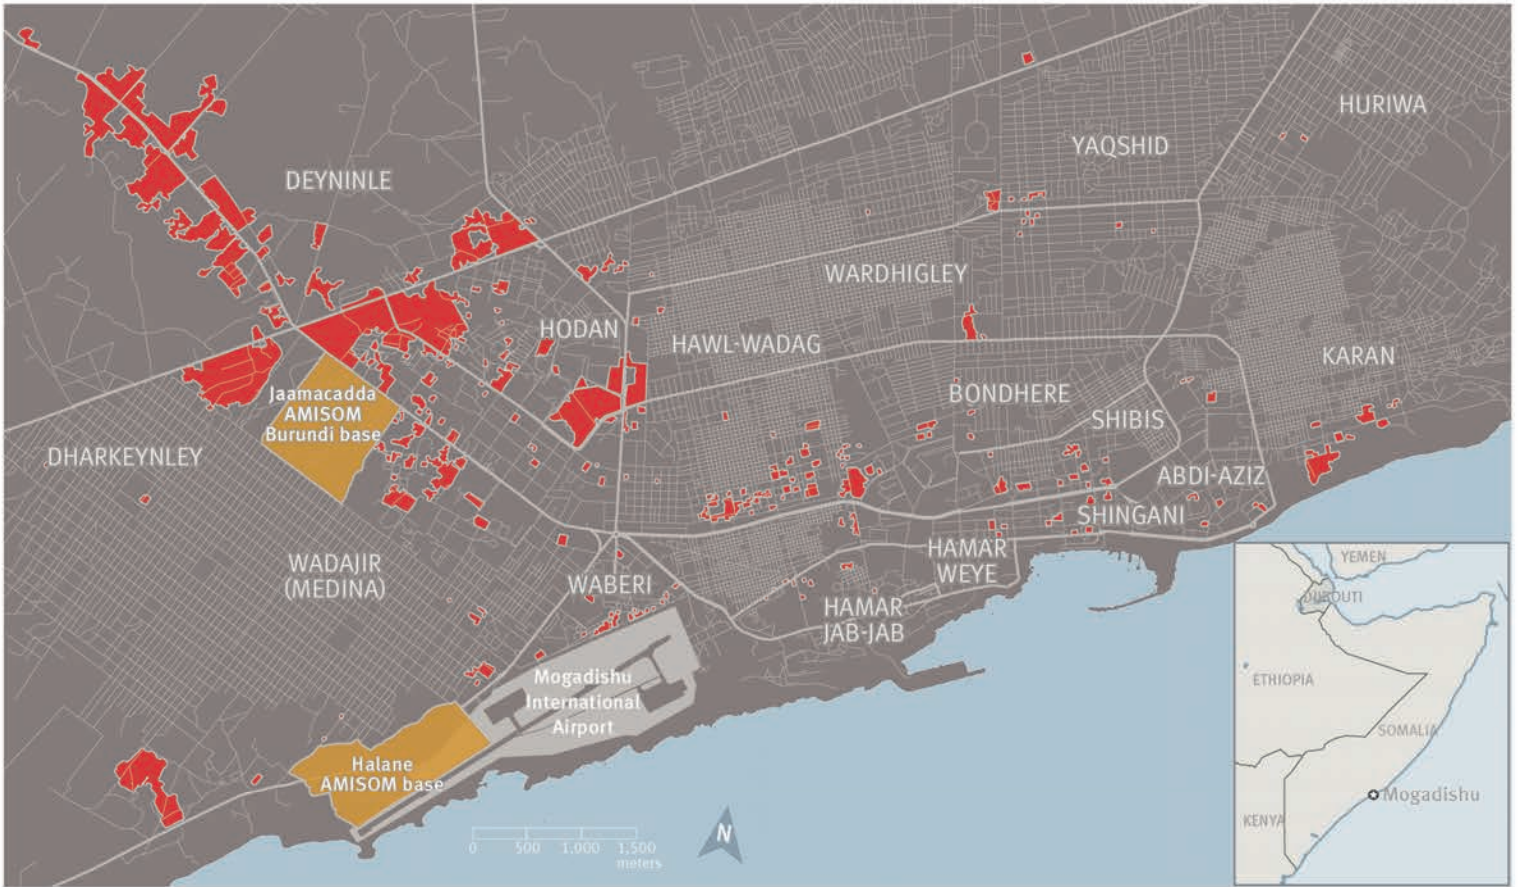 HURIWA
YAQSHID
DEYNINLE
WARDHIGLEY
HODAN
HAWL-WADAG
KARAN
Jaamacadda
AMISOM
Burundi base
BONDHERE
SHIBIS
DHARKEYNLEY
ABDI-AZIZ
SHINGANI
HAMAR
WEYE
WADAJIR
(MEDINA)
WABERI
HAMAR
JAB-JAB
Mogadishu
International
Airport
Halane
AMISOM base
N
0 500 1,000 1,500
meters
YEMEN
DJIBOUTI
ETHIOPIA
SOMALIA
Mogadishu
KENYA